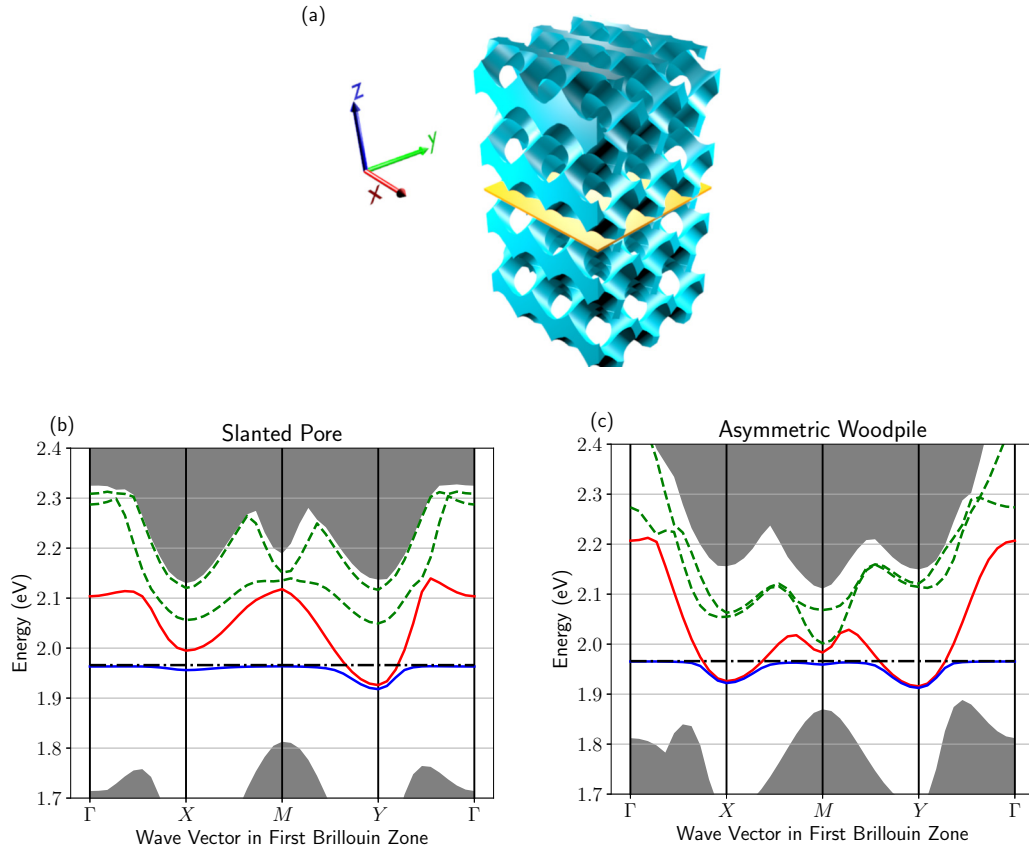 (a)
Z
Y
X
(b)
Slanted Pore
Energy (eV)
2.4
2.3
2.2
2.1
2.0
1.9
1.8
1.7
Γ X M Y Γ
Wave Vector in First Brillouin Zone
(c)
Asymmetric Woodpile
Energy (eV)
2.4
2.3
2.2
2.1
2.0
1.9
1.8
1.7
Γ X M Y Γ
Wave Vector in First Brillouin Zone